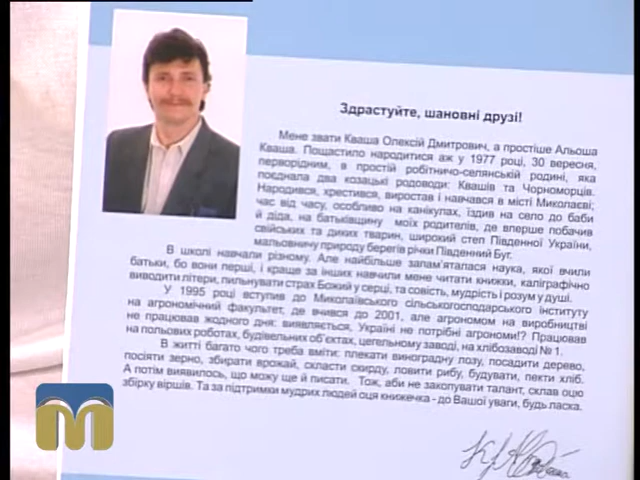 Здрастуйте, шановні друзі!
Мене звати Кваша Олексій Дмитрович, а простіше Альоша
Кваша. Пощастило народитися аж у 1977 році, 30 вересня,
перворідним, в простій робітничо-селянській родині, яка
поєднала два козацькі родоводи: Квашів та Чорноморців.
Народився, хрестився, виростав і навчався в місті Миколаєві;
час від часу, особливо на канікулах, їздив на село до баби
й діда, на батьківщину моїх родителів, де вперше побачив
свійських та диких тварин, широкий степ Південної України,
мальовничу природу берегів річки Південний Буг.
В школі навчали різному. Але найбільше запам'яталася наука, якої вчили
батьки, бо вони перші, і краще за інших навчили мене читати книжки, каліграфічно
виводити літери, пильнувати страх Божий у серці, та совість, мудрість і розум у душі.
У 1995 році вступив до Миколаївського сільськогосподарського інституту
на агрономічний факультет, де вчився до 2001, але агрономом на виробництві
не працював жодного дня: виявляється, Україні не потрібні агрономи!? Працював
на польових роботах, будівельних об'єктах, цегельному заводі, на хлібозаводі № 1.
В житті багато чого треба вміти: плекати виноградну лозу, посадити дерево,
посіяти зерно, збирати врожай, скласти скирду, ловити рибу, будувати, пекти хліб.
А потім виявилось, що можу ще й писати. Тож, аби не закопувати талант, склав оцю
збірку віршів. Та за підтримки мудрих людей оця книжечка - до Вашої уваги, будь ласка.